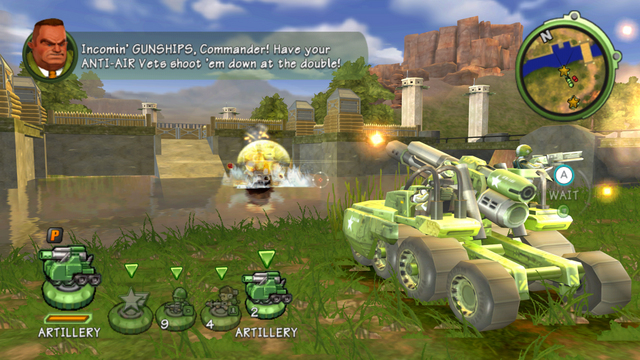 Incomin' GUNSHIPS, Commander! Have your
ANTI-AIR Vets shoot 'em down at the double!
N
A
WAIT
P
9
4
2
ARTILLERY
ARTILLERY